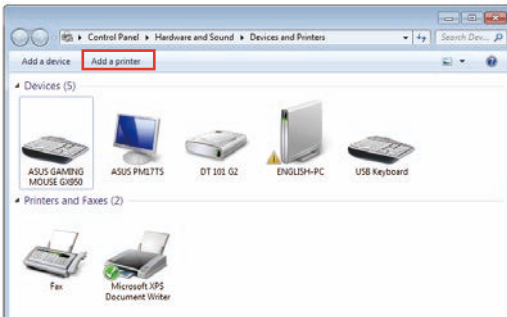 Control Panel ▸ Hardware and Sound ▸ Devices and Printers
Search Dev...
Add a device Add a printer
Devices (5)
ASUS GAMING MOUSE GX950
ASUS PM17TS
DT 101 G2
ENGLISH-PC
USB Keyboard
Printers and Faxes (2)
Fax
Microsoft XPS Document Writer